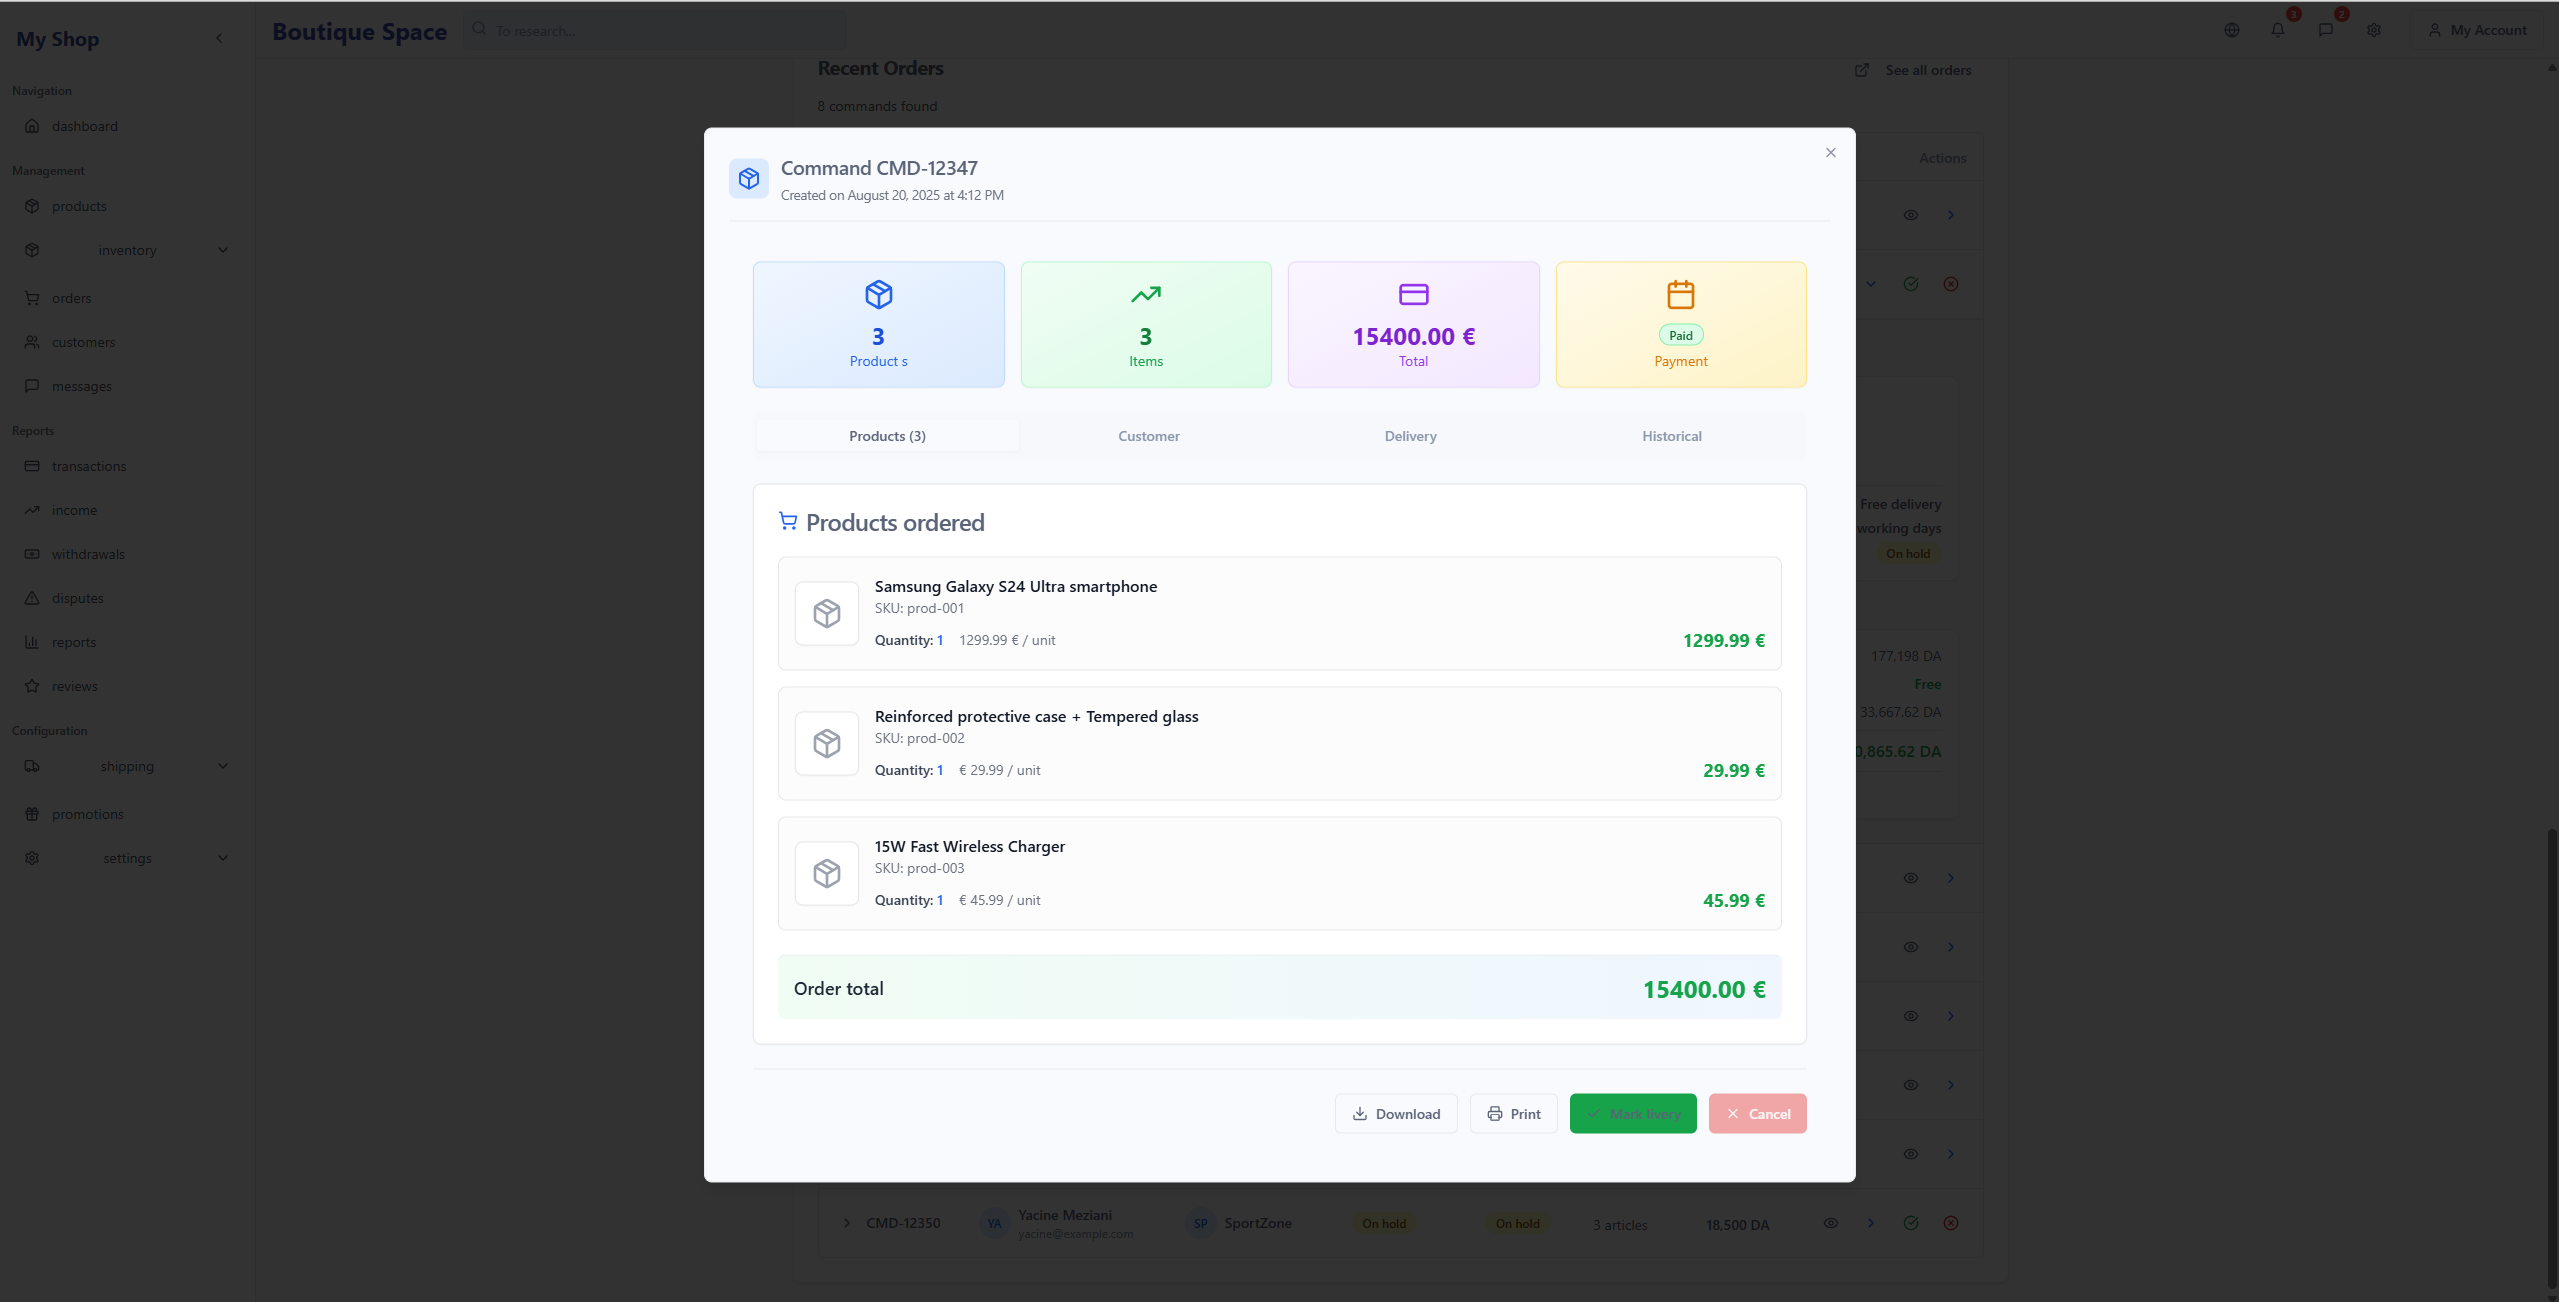 My Shop
Boutique Space
To research...
3
2
My Account
Navigation
dashboard
Management
products
inventory
orders
customers
messages
Reports
transactions
income
withdrawals
disputes
reports
reviews
Configuration
shipping
promotions
settings
Recent Orders
See all orders
8 commands found
Actions
Command CMD-12347
Created on August 20, 2025 at 4:12 PM
3
Product s
3
Items
15400.00 €
Total
Paid
Payment
Products (3)
Customer
Delivery
Historical
Products ordered
Samsung Galaxy S24 Ultra smartphone
SKU: prod-001
Quantity: 1 1299.99 € / unit
1299.99 €
Reinforced protective case + Tempered glass
SKU: prod-002
Quantity: 1 € 29.99 / unit
29.99 €
15W Fast Wireless Charger
SKU: prod-003
Quantity: 1 € 45.99 / unit
45.99 €
Order total
15400.00 €
Download
Print
Mark livery
Cancel
Free delivery
working days
On hold
177,198 DA
Free
33,667.62 DA
0,865.62 DA
CMD-12350
YA
Yacine Meziani
yacine@example.com
SP
SportZone
On hold
On hold
3 articles
18,500 DA